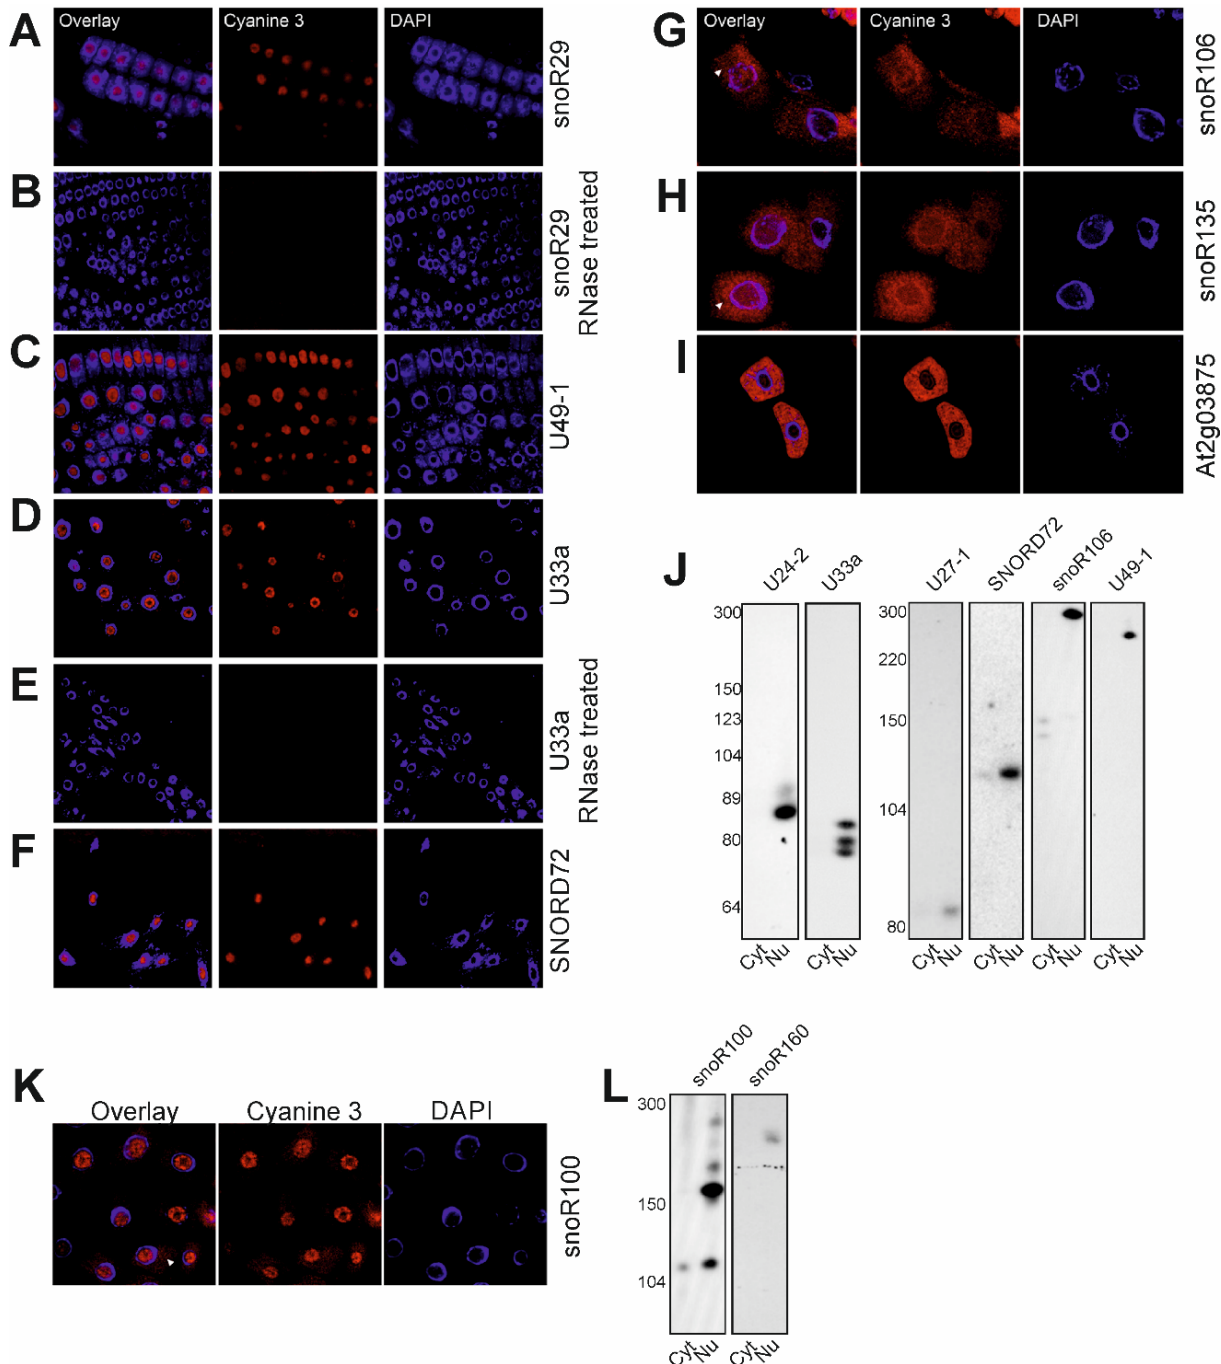 A
Overlay
Cyanine 3
DAPI
snoR29
B
snoR29
RNase treated
C
U49-1
D
U33a
E
U33a
RNase treated
F
SNORD72
G
Overlay
Cyanine 3
DAPI
snoR106
H
snoR135
I
At2g03875
J
U24-2
U33a
U27-1
SNORD72
snoR106
U49-1
300
150
123
104
89
80
64
300
220
150
104
80
Cyt Nu
Cyt Nu
Cyt Nu
Cyt Nu
Cyt Nu
Cyt Nu
K
Overlay
Cyanine 3
DAPI
snoR100
L
snoR100
snoR160
300
150
104
Cyt Nu
Cyt Nu